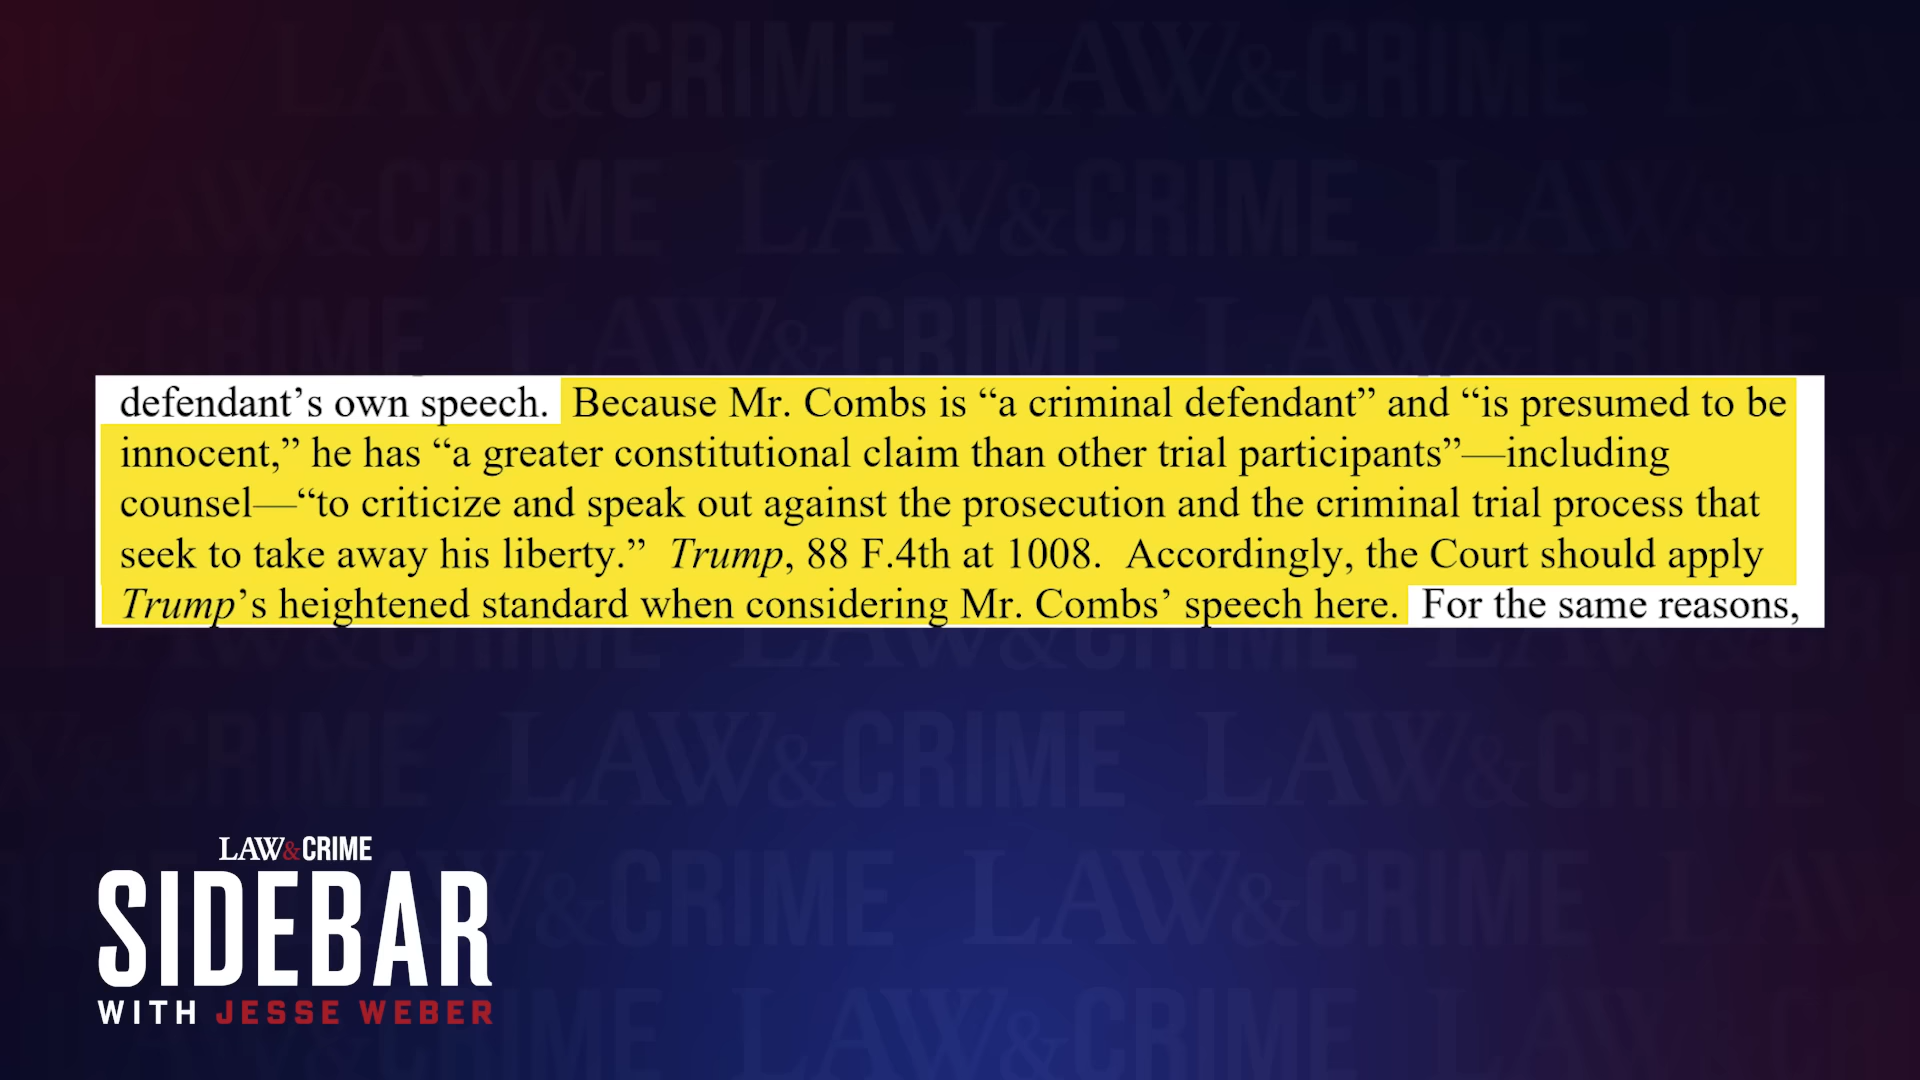 defendant’s own speech. Because Mr. Combs is “a criminal defendant” and “is presumed to be
innocent,” he has “a greater constitutional claim than other trial participants”—including
counsel—“to criticize and speak out against the prosecution and the criminal trial process that
seek to take away his liberty.” Trump, 88 F.4th at 1008. Accordingly, the Court should apply
Trump’s heightened standard when considering Mr. Combs’ speech here. For the same reasons,
LAW&CRIME
SIDEBAR
WITH JESSE WEBER